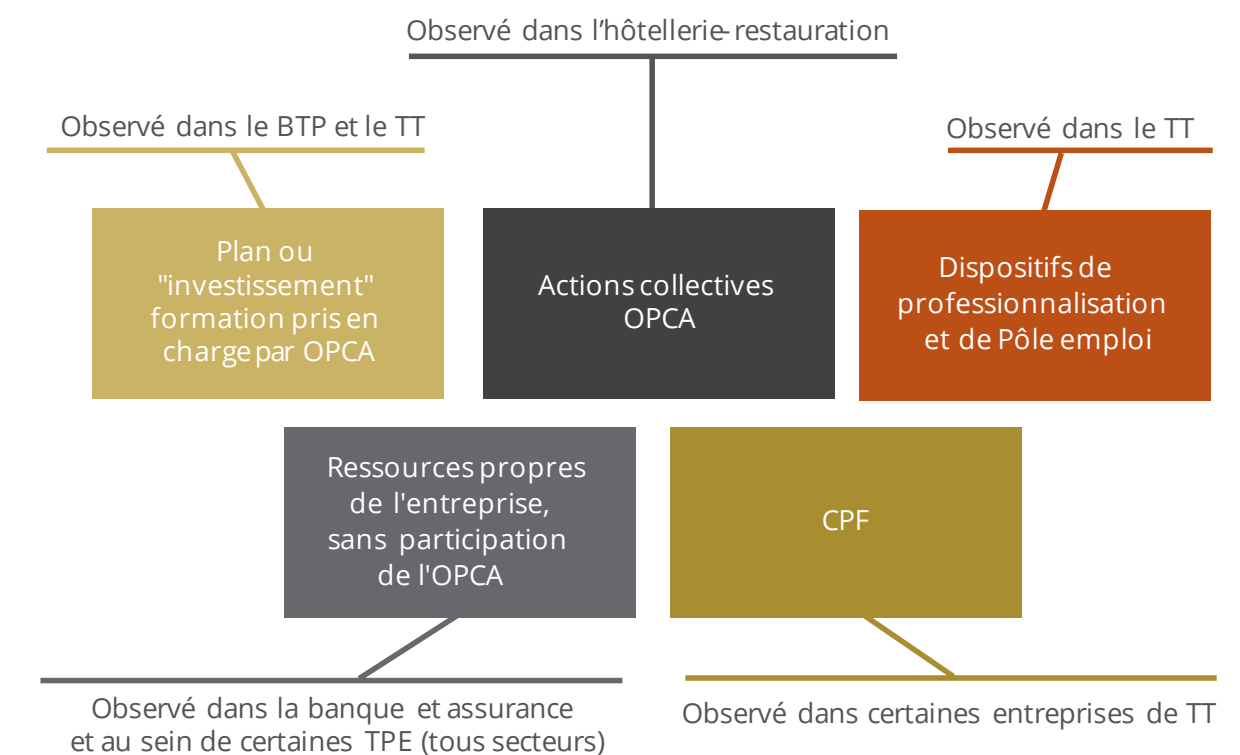 Observé dans l'hôtellerie-restauration
Observé dans le BTP et le TT
Observé dans le TT
Plan ou
"investissement"
formation pris en
charge par OPCA
Actions collectives
OPCA
Dispositifs de
professionnalisation
et de Pôle emploi
Ressources propres
de l'entreprise,
sans participation
de l'OPCA
CPF
Observé dans la banque et assurance
et au sein de certaines TPE (tous secteurs)
Observé dans certaines entreprises de TT